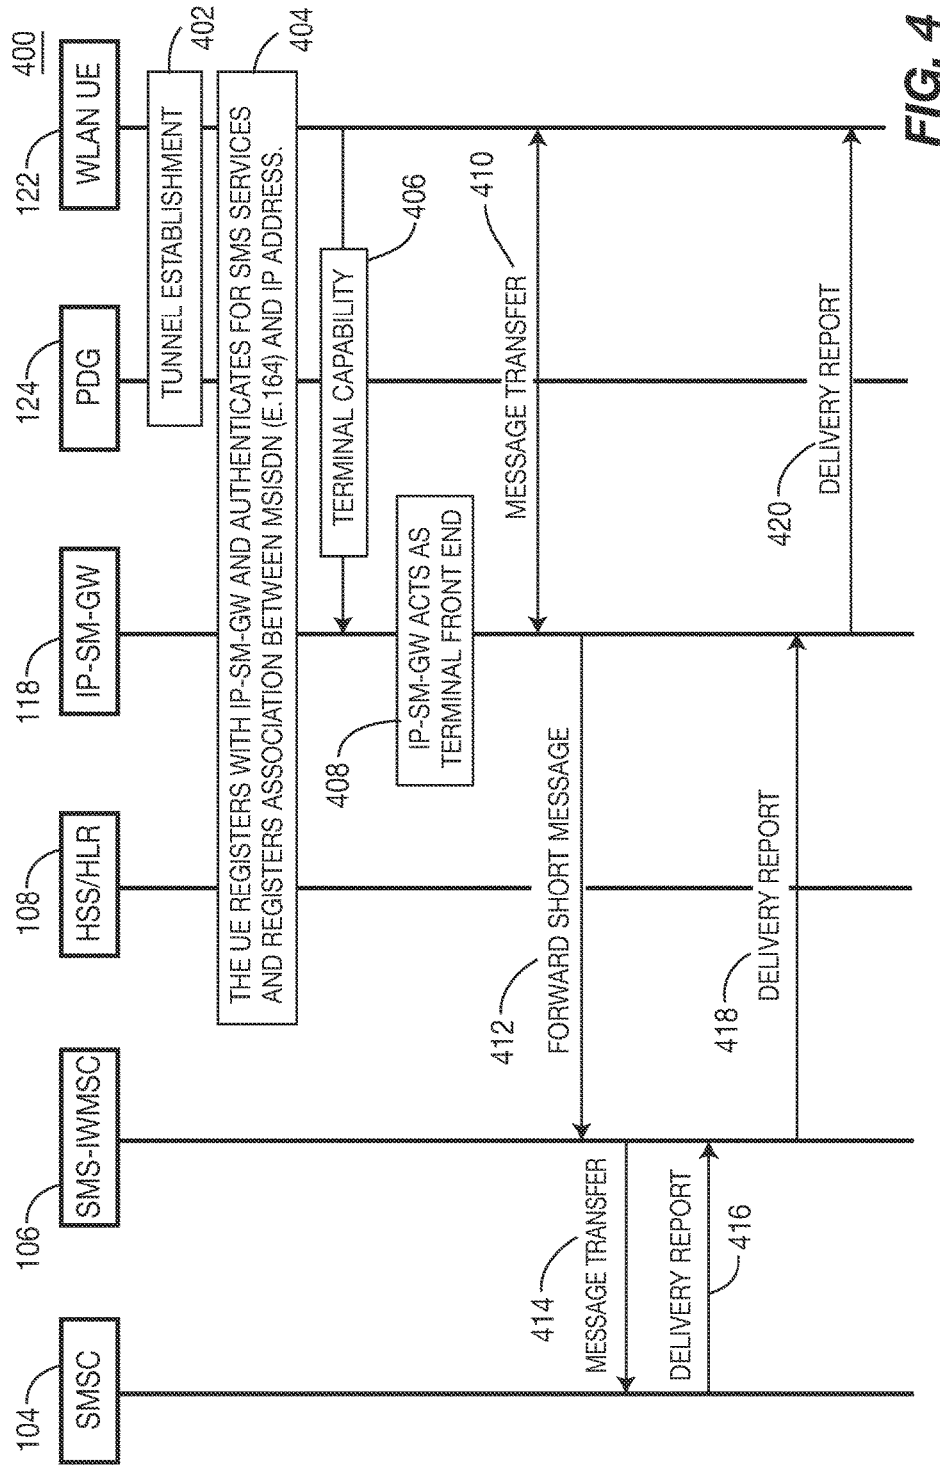 400
104
106
108
118
124
122
SMSC
SMS-IWMSC
HSS/HLR
IP-SM-GW
PDG
WLAN UE
TUNNEL ESTABLISHMENT
402
THE UE REGISTERS WITH IP-SM-GW AND AUTHENTICATES FOR SMS SERVICES
AND REGISTERS ASSOCIATION BETWEEN MSISDN (E.164) AND IP ADDRESS.
404
TERMINAL CAPABILITY
406
408
IP-SM-GW ACTS AS
TERMINAL FRONT END
410
MESSAGE TRANSFER
412
FORWARD SHORT MESSAGE
414
MESSAGE TRANSFER
DELIVERY REPORT
416
418
DELIVERY REPORT
420
DELIVERY REPORT
FIG. 4